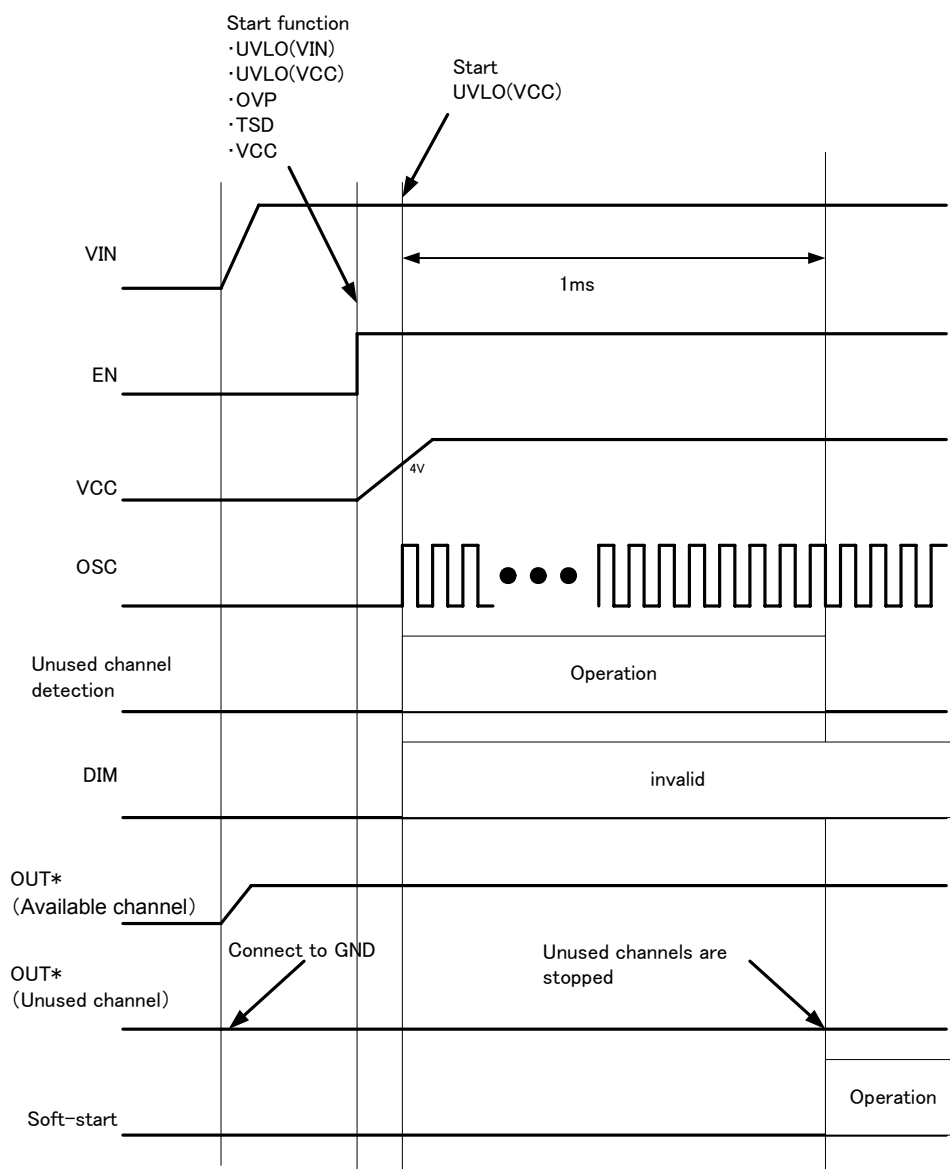 Start function
・UVLO(VIN)
・UVLO(VCC)
・OVP
・TSD
・VCC
Start
UVLO(VCC)
VIN
1ms
EN
VCC
4V
OSC
Unused channel
detection
Operation
DIM
invalid
OUT*
(Available channel)
Connect to GND
Unused channels are
stopped
OUT*
(Unused channel)
Operation
Soft-start